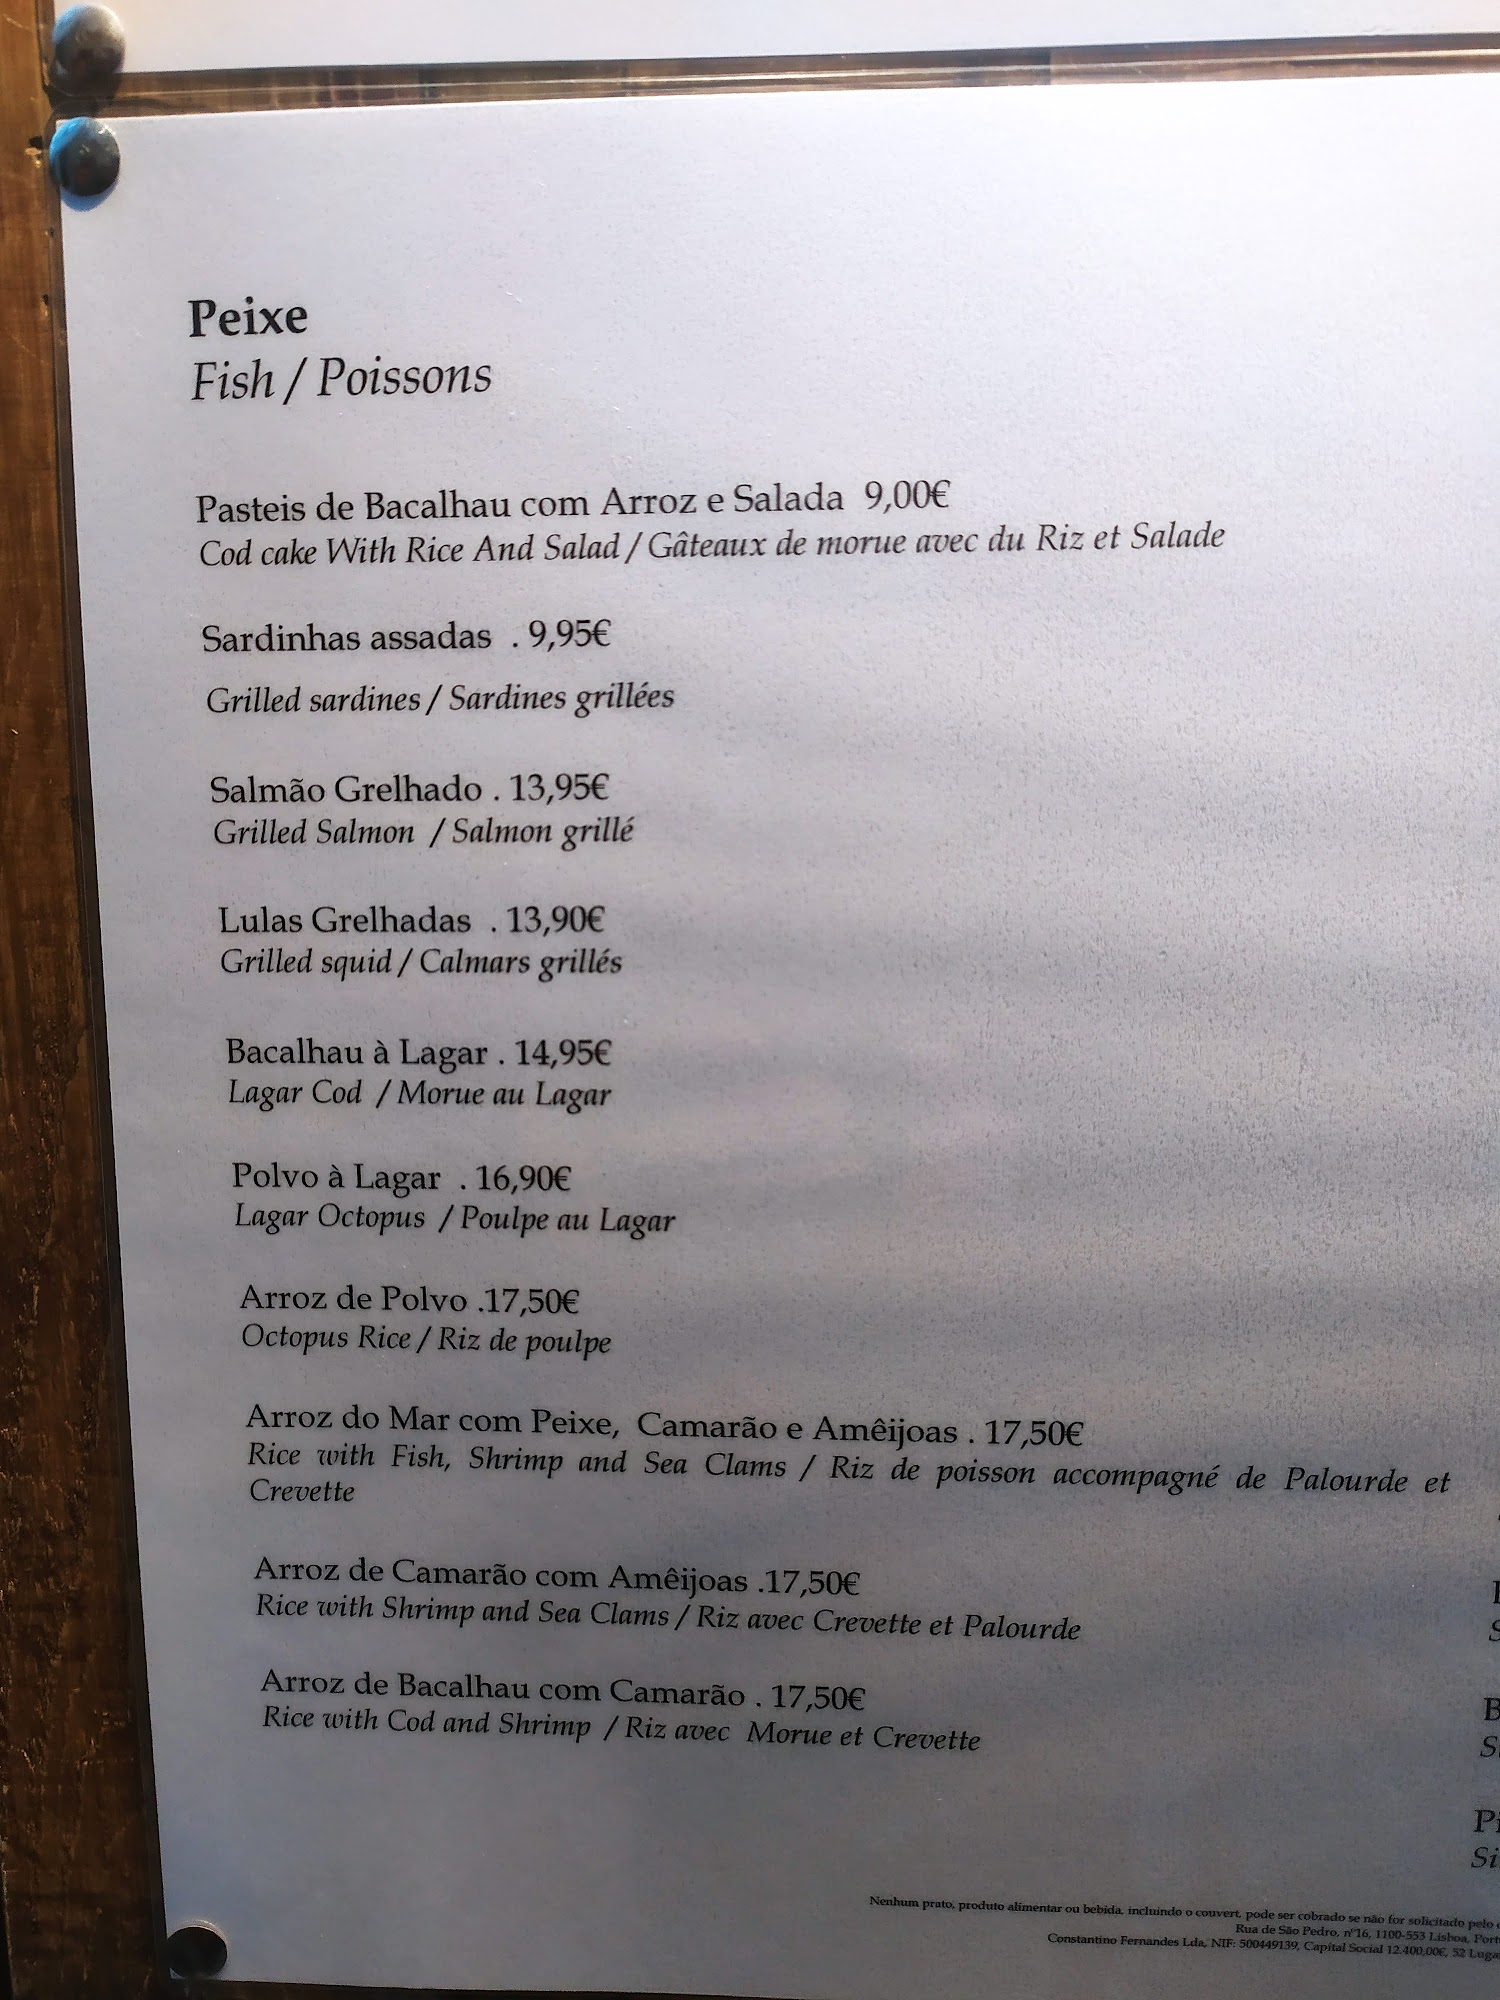 Peixe
Fish / Poissons
Pasteis de Bacalhau com Arroz e Salada 9,00€
Cod cake With Rice And Salad / Gâteaux de morue avec du Riz et Salade
Sardinhas assadas . 9,95€
Grilled sardines / Sardines grillées
Salmão Grelhado . 13,95€
Grilled Salmon / Salmon grillé
Lulas Grelhadas . 13,90€
Grilled squid / Calmars grillés
Bacalhau à Lagar . 14,95€
Lagar Cod / Morue au Lagar
Polvo à Lagar . 16,90€
Lagar Octopus / Poulpe au Lagar
Arroz de Polvo .17,50€
Octopus Rice / Riz de poulpe
Arroz do Mar com Peixe, Camarão e Amêijoas . 17,50€
Rice with Fish, Shrimp and Sea Clams / Riz de poisson accompagné de Palourde et
Crevette
Arroz de Camarão com Amêijoas .17,50€
Rice with Shrimp and Sea Clams / Riz avec Crevette et Palourde
Arroz de Bacalhau com Camarão . 17,50€
Rice with Cod and Shrimp / Riz avec Morue et Crevette
Nenhum prato, produto alimentar ou bebida, incluindo o couvert, pode ser cobrado se não for solicitado pelo
Rua de São Pedro, nº16, 1100-553 Lisboa,
Constantino Fernandes Lda, NIF: 500449139, Capital Social 12.400,00€, 52